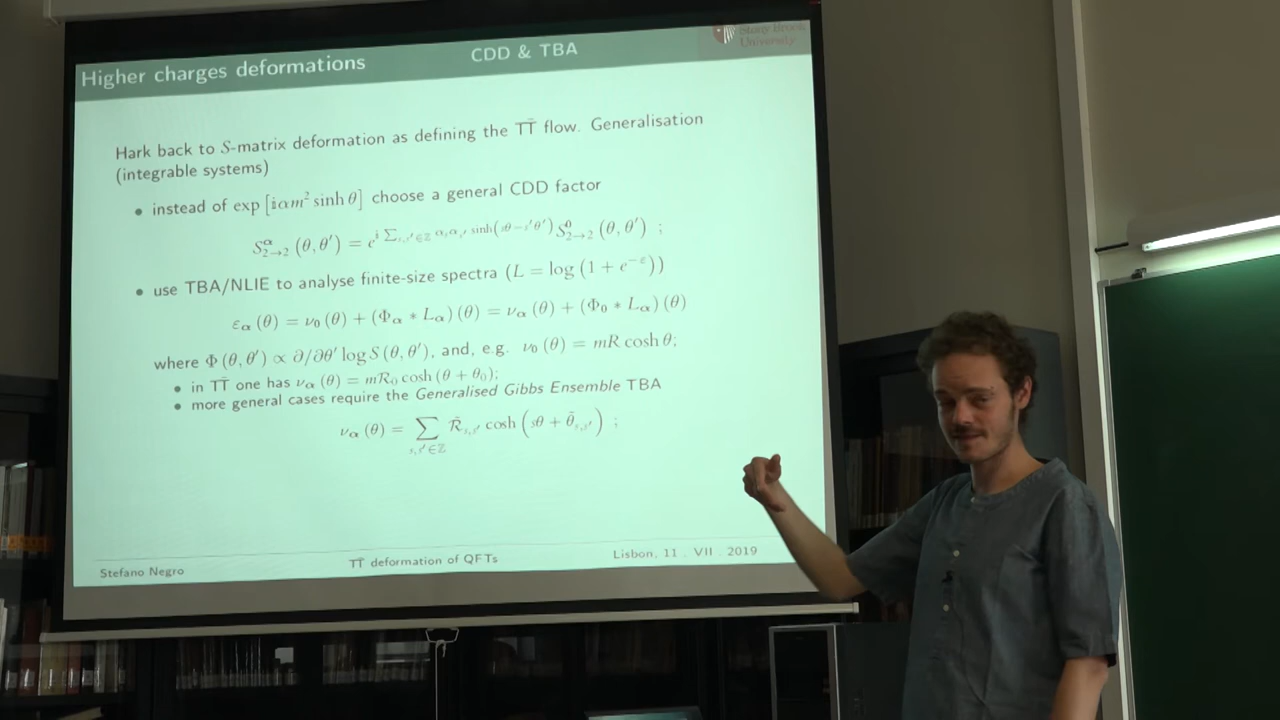 Higher charges deformations
CDD & TBA
Stony Brook
University
Hark back to S-matrix deformation as defining the TT̄ flow. Generalisation
(integrable systems)
• instead of exp [iαm² sinh θ] choose a general CDD factor
S^α_{2→2} (θ, θ′) = e^{i ∑_{s,s′∈ℤ} α_s α_{s′} sinh(sθ−s′θ′)} S^0_{2→2} (θ, θ′) ;
• use TBA/NLIE to analyse finite-size spectra (L = log (1 + e^{−ε}))
ε_α (θ) = ν_0 (θ) + (Φ_α * L_α) (θ) = ν_α (θ) + (Φ_0 * L_α) (θ)
where Φ (θ, θ′) ∝ ∂/∂θ′ log S (θ, θ′), and, e.g. ν_0 (θ) = mR cosh θ;
• in TT̄ one has ν_α (θ) = mR_0 cosh (θ + θ_0);
• more general cases require the Generalised Gibbs Ensemble TBA
ν_α (θ) = ∑_{s,s′∈ℤ} R̃_{s,s′} cosh (sθ + θ̃_{s,s′}) ;
Stefano Negro
TT̄ deformation of QFTs
Lisbon, 11 . VII . 2019